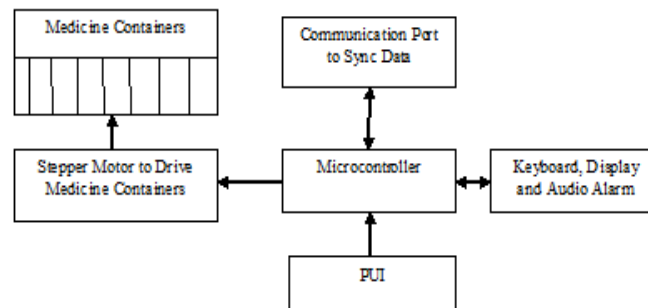 Medicine Containers
Communication Port
to Sync Data
Stepper Motor to Drive
Medicine Containers
Microcontroller
Keyboard, Display
and Audio Alarm
PUI